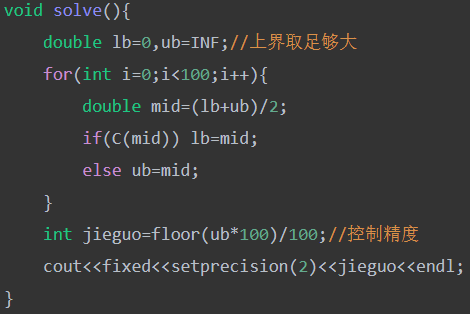 void solve(){
    double lb=0,ub=INF;//上界取足够大
    for(int i=0;i<100;i++){
        double mid=(lb+ub)/2;
        if(C(mid)) lb=mid;
        else ub=mid;
    }
    int jieguo=floor(ub*100)/100;//控制精度
    cout<<fixed<<setprecision(2)<<jieguo<<endl;
}